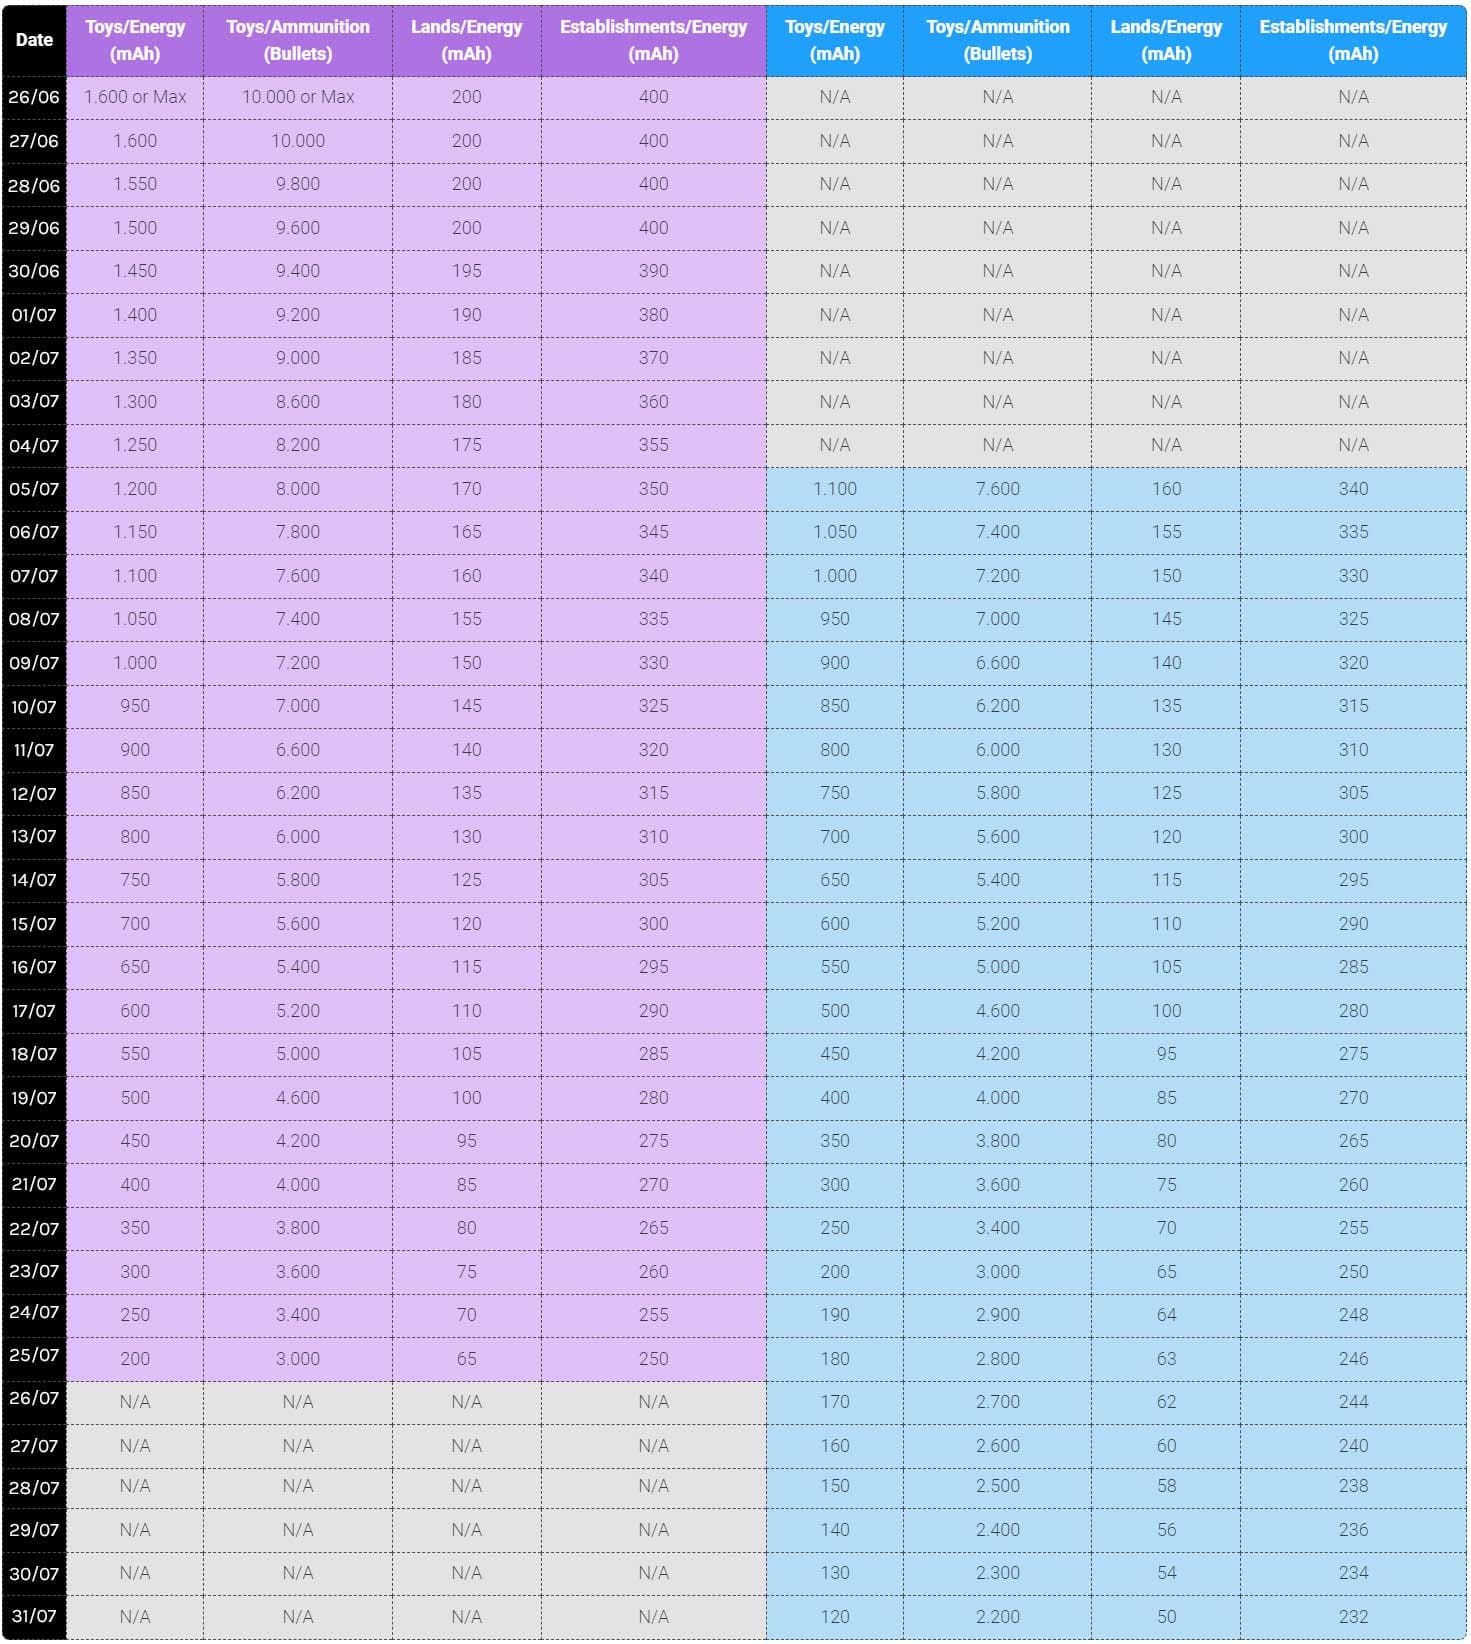 Date Toys/Energy (mAh) Toys/Ammunition (Bullets) Lands/Energy (mAh) Establishments/Energy (mAh) Toys/Energy (mAh) Toys/Ammunition (Bullets) Lands/Energy (mAh) Establishments/Energy (mAh)
26/06 1.600 or Max 10.000 or Max 200 400 N/A N/A N/A N/A
27/06 1.600 10.000 200 400 N/A N/A N/A N/A
28/06 1.550 9.800 200 400 N/A N/A N/A N/A
29/06 1.500 9.600 200 400 N/A N/A N/A N/A
30/06 1.450 9.400 195 390 N/A N/A N/A N/A
01/07 1.400 9.200 190 380 N/A N/A N/A N/A
02/07 1.350 9.000 185 370 N/A N/A N/A N/A
03/07 1.300 8.600 180 360 N/A N/A N/A N/A
04/07 1.250 8.200 175 355 N/A N/A N/A N/A
05/07 1.200 8.000 170 350 1.100 7.600 160 340
06/07 1.150 7.800 165 345 1.050 7.400 155 335
07/07 1.100 7.600 160 340 1.000 7.200 150 330
08/07 1.050 7.400 155 335 950 7.000 145 325
09/07 1.000 7.200 150 330 900 6.600 140 320
10/07 950 7.000 145 325 850 6.200 135 315
11/07 900 6.600 140 320 800 6.000 130 310
12/07 850 6.200 135 315 750 5.800 125 305
13/07 800 6.000 130 310 700 5.600 120 300
14/07 750 5.800 125 305 650 5.400 115 295
15/07 700 5.600 120 300 600 5.200 110 290
16/07 650 5.400 115 295 550 5.000 105 285
17/07 600 5.200 110 290 500 4.600 100 280
18/07 550 5.000 105 285 450 4.200 95 275
19/07 500 4.600 100 280 400 4.000 85 270
20/07 450 4.200 95 275 350 3.800 80 265
21/07 400 4.000 85 270 300 3.600 75 260
22/07 350 3.800 80 265 250 3.400 70 255
23/07 300 3.600 75 260 200 3.000 65 250
24/07 250 3.400 70 255 190 2.900 64 248
25/07 200 3.000 65 250 180 2.800 63 246
26/07 N/A N/A N/A N/A 170 2.700 62 244
27/07 N/A N/A N/A N/A 160 2.600 60 240
28/07 N/A N/A N/A N/A 150 2.500 58 238
29/07 N/A N/A N/A N/A 140 2.400 56 236
30/07 N/A N/A N/A N/A 130 2.300 54 234
31/07 N/A N/A N/A N/A 120 2.200 50 232